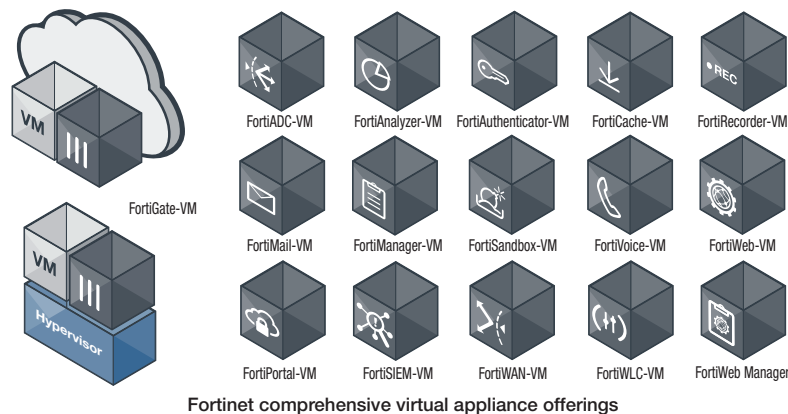 VM
FortiGate-VM
VM
Hypervisor
FortiADC-VM FortiAnalyzer-VM FortiAuthenticator-VM FortiCache-VM FortiRecorder-VM
REC
FortiMail-VM FortiManager-VM FortiSandbox-VM FortiVoice-VM FortiWeb-VM
FortiPortal-VM FortiSIEM-VM FortiWAN-VM FortiWLC-VM FortiWeb Manager
Fortinet comprehensive virtual appliance offerings